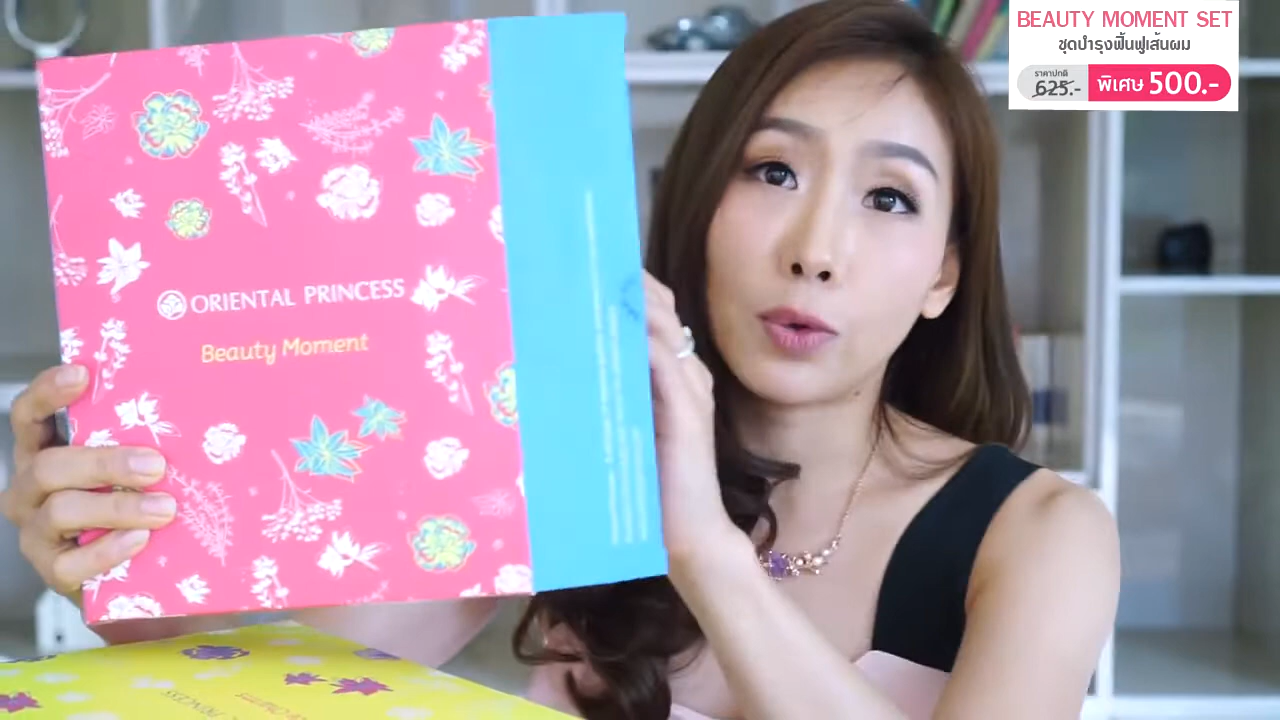 BEAUTY MOMENT SET
ชุดบำรุงฟื้นฟูเส้นผม
ราคาปกติ
625.-
พิเศษ 500.-
ORIENTAL PRINCESS
Beauty Moment
PRINCESS